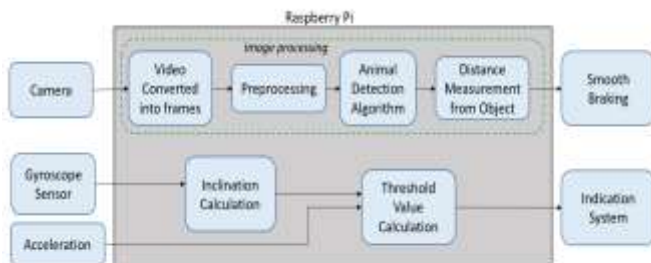 Raspberry Pi
image processing
Camera
Video
Converted
into frames
Preprocessing
Animal
Detection
Algorithm
Distance
Measurement
from Object
Smooth
Braking
Gyroscope
Sensor
Inclination
Calculation
Threshold
Value
Calculation
Indication
System
Acceleration